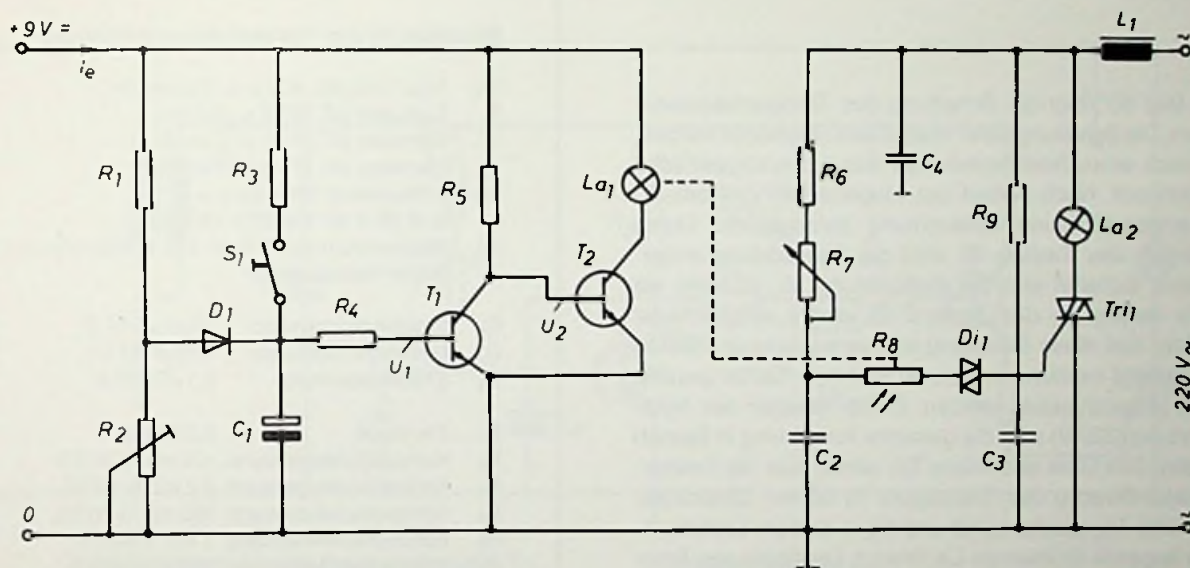 +9V =
L1
~
ie
R1
R3
R5
La1
R6
C4
R9
La2
S1
T2
R7
D1
R4
T1
Tri1
U2
R8
Di1
U1
220 V~
R2
C1
C2
C3
0
~